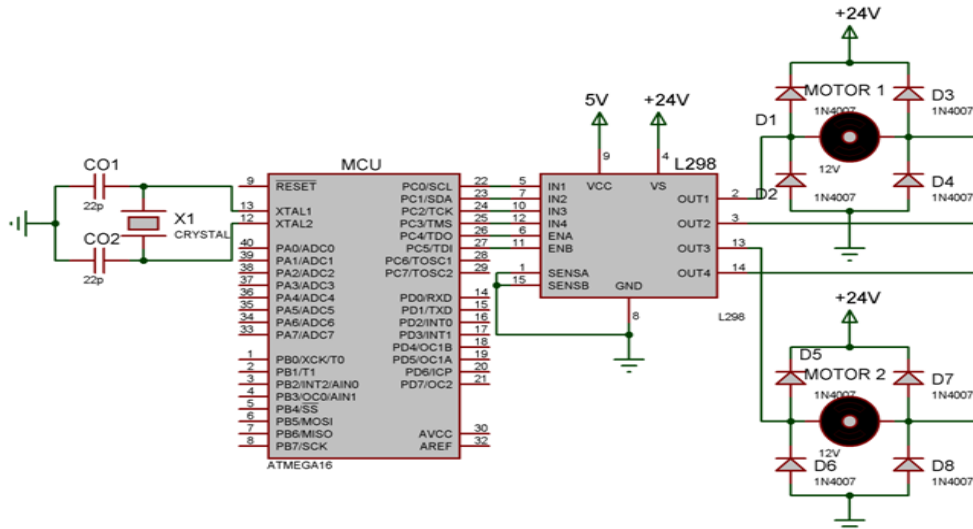 +24V
MOTOR 1
D3
1N4007
1N4007
D1
12V
D2
1N4007
D4
1N4007
5V
+24V
9
4
L298
VCC
VS
5 IN1
7 IN2
10 IN3
12 IN4
6 ENA
11 ENB
1 SENSA
15 SENSB
GND
8
OUT1 2
OUT2 3
OUT3 13
OUT4 14
L298
CO1
22p
X1
CRYSTAL
CO2
22p
MCU
9 RESET
13 XTAL1
12 XTAL2
40 PA0/ADC0
39 PA1/ADC1
38 PA2/ADC2
37 PA3/ADC3
36 PA4/ADC4
35 PA5/ADC5
34 PA6/ADC6
33 PA7/ADC7
1 PB0/XCK/T0
2 PB1/T1
3 PB2/INT2/AIN0
4 PB3/OC0/AIN1
5 PB4/SS
6 PB5/MOSI
7 PB6/MISO
8 PB7/SCK
PC0/SCL 22
PC1/SDA 23
PC2/TCK 24
PC3/TMS 25
PC4/TDO 26
PC5/TDI 27
PC6/TOSC1 28
PC7/TOSC2 29
PD0/RXD 14
PD1/TXD 15
PD2/INT0 16
PD3/INT1 17
PD4/OC1B 18
PD5/OC1A 19
PD6/ICP 20
PD7/OC2 21
AVCC 30
AREF 32
ATMEGA16
+24V
D5
MOTOR 2
D7
1N4007
1N4007
12V
D6
1N4007
D8
1N4007